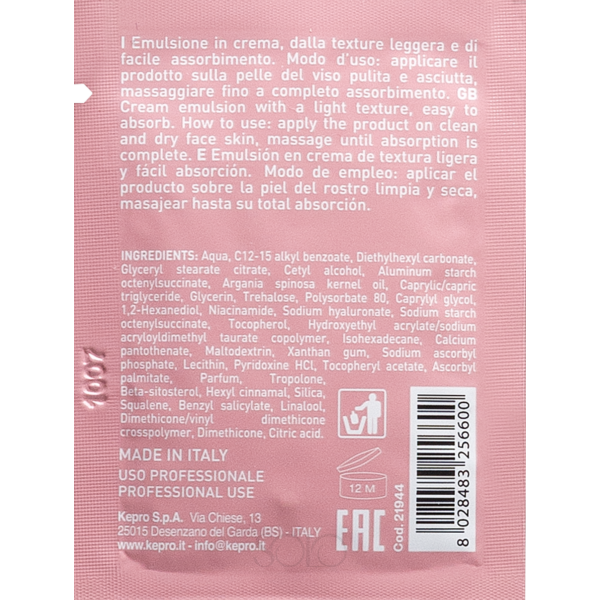 I Emulsione in crema, dalla texture leggera e di
facile assorbimento. Modo d'uso: applicare il
prodotto sulla pelle del viso pulita e asciutta,
massaggiare fino a completo assorbimento. GB
Cream emulsion with a light texture, easy to
absorb. How to use: apply the product on clean
and dry face skin, massage until absorption is
complete. E Emulsión en crema de textura ligera
y fácil absorción. Modo de empleo: aplicar el
producto sobre la piel del rostro limpia y seca,
masajear hasta su total absorción.
INGREDIENTS: Aqua, C12-15 alkyl benzoate, Diethylhexyl carbonate,
Glyceryl stearate citrate, Cetyl alcohol, Aluminum starch
octenylsuccinate, Argania spinosa kernel oil, Caprylic/capric
triglyceride, Glycerin, Trehalose, Polysorbate 80, Caprylyl glycol,
1,2-Hexanediol, Niacinamide, Sodium hyaluronate, Sodium starch
octenylsuccinate, Tocopherol, Hydroxyethyl acrylate/sodium
acryloyldimethyl taurate copolymer, Isohexadecane, Calcium
pantothenate, Maltodextrin, Xanthan gum, Sodium ascorbyl
phosphate, Lecithin, Pyridoxine HCl, Tocopheryl acetate, Ascorbyl
palmitate, Parfum, Tropolone,
Beta-sitosterol, Hexyl cinnamal, Silica,
Squalene, Benzyl salicylate, Linalool,
Dimethicone/vinyl dimethicone
crosspolymer, Dimethicone, Citric acid.
1007
MADE IN ITALY
USO PROFESSIONALE
PROFESSIONAL USE
Kepro S.p.A. Via Chiese, 13
25015 Desenzano del Garda (BS) - ITALY
www.kepro.it - info@kepro.it
12 M
EAC
Cod. 21944
8 028483 256600
SOLO